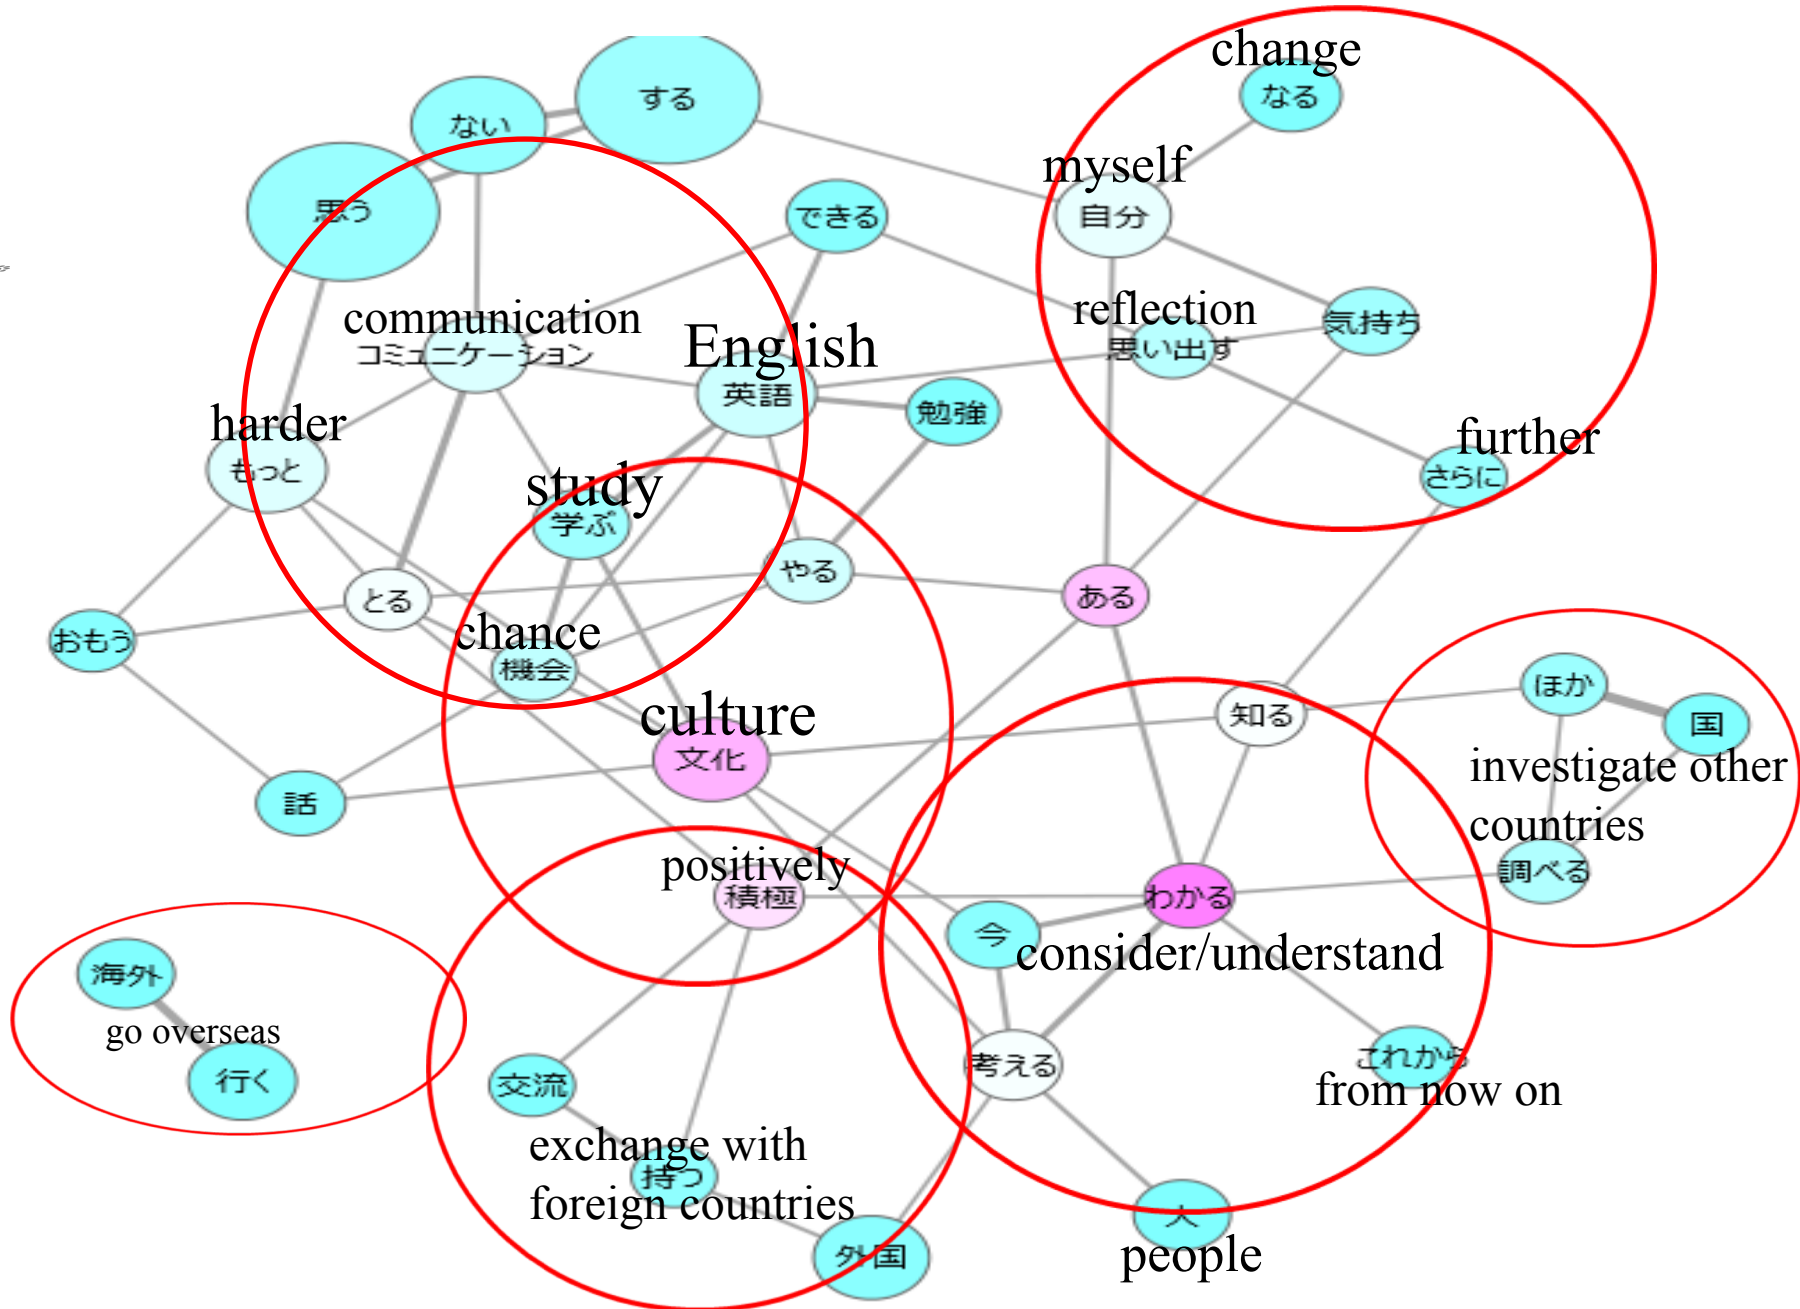 change
なる
する
ない
myself
自分
思う
できる
communication
コミュニケーション
English
英語
reflection
思い出す
気持ち
勉強
harder
もっと
further
さらに
study
学ぶ
やる
とる
ある
おもう
chance
機会
culture
文化
知る
ほか
国
investigate other
countries
調べる
話
positively
積極
わかる
今
consider/understand
海外
go overseas
行く
考える
これから
from now on
交流
exchange with
持つ
foreign countries
外国
人
people